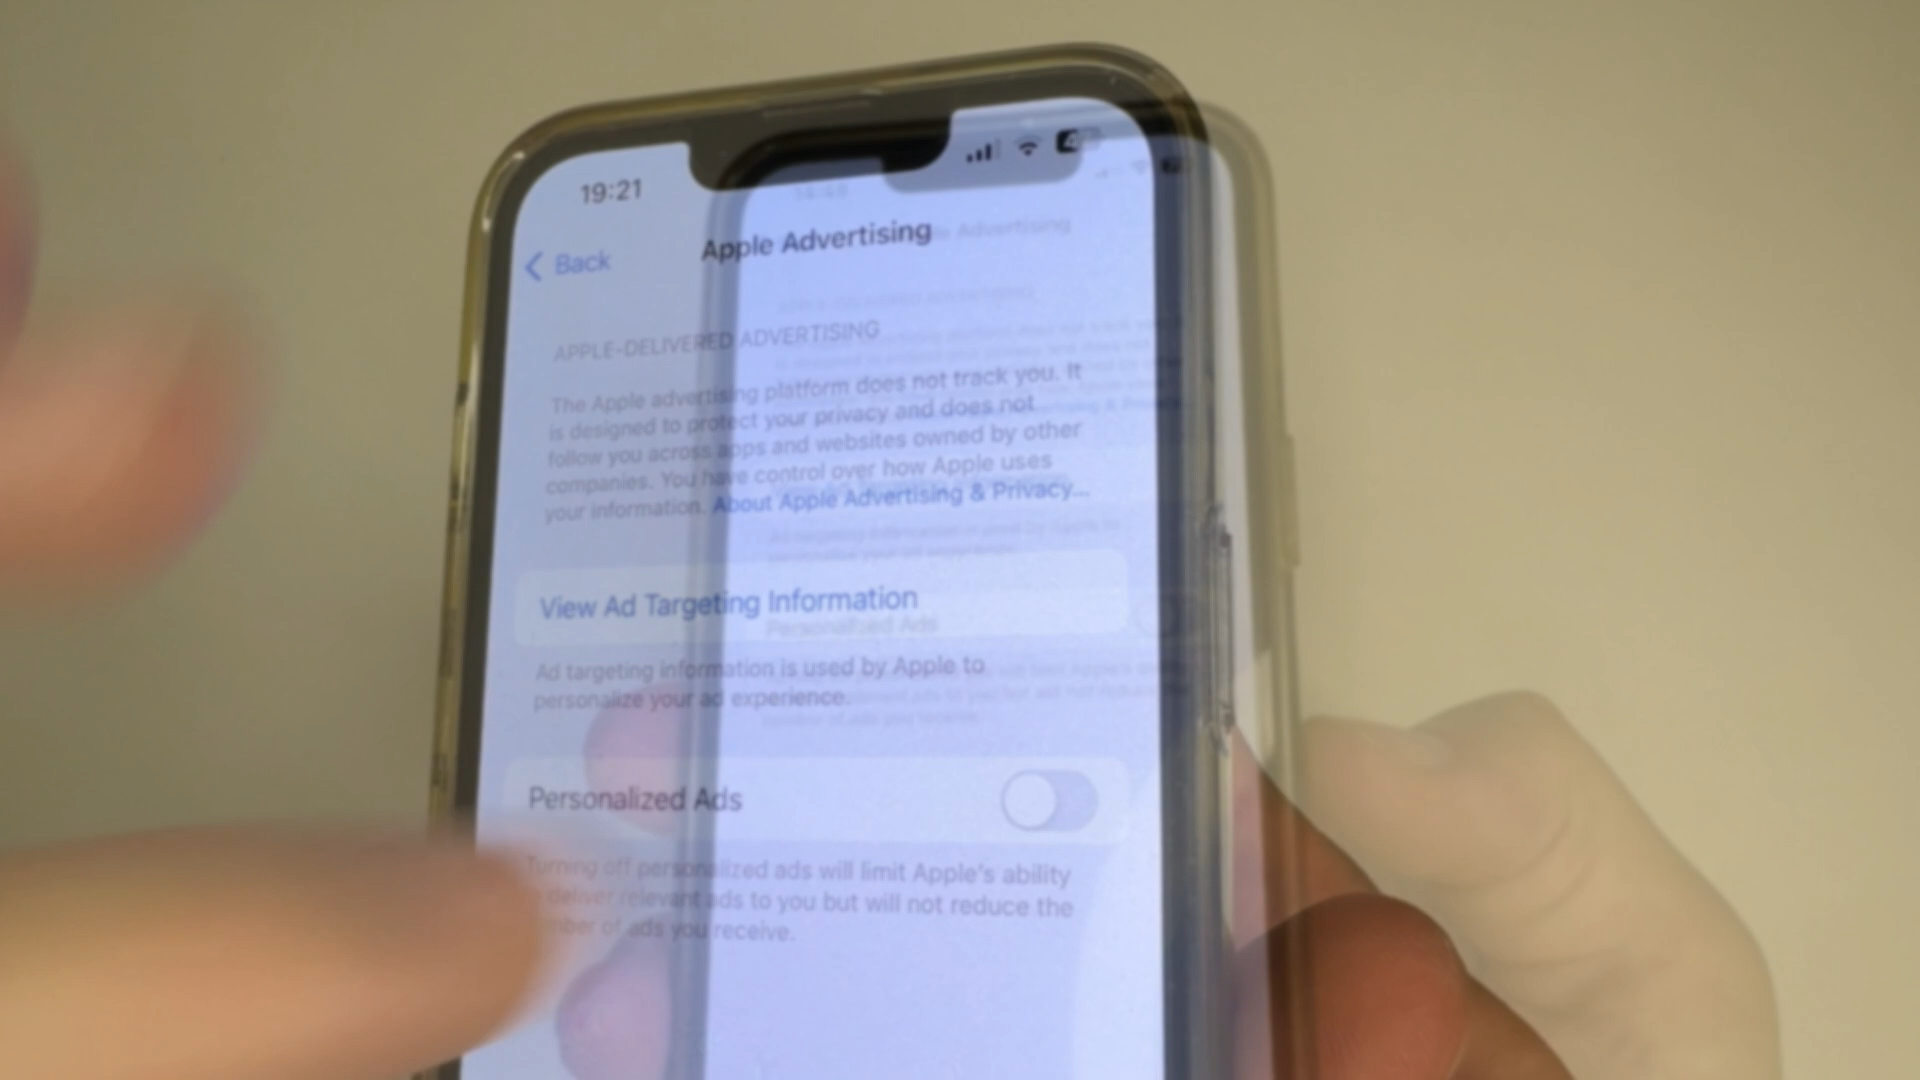 19:21
Back
Apple Advertising
APPLE-DELIVERED ADVERTISING
The Apple advertising platform does not track you. It
is designed to protect your privacy and does not
follow you across apps and websites owned by other
companies. You have control over how Apple uses
your information. About Apple Advertising & Privacy...
View Ad Targeting Information
Ad targeting information is used by Apple to
personalize your ad experience.
Personalized Ads
Turning off personalized ads will limit Apple's ability
deliver relevant ads to you but will not reduce the
of ads you receive.